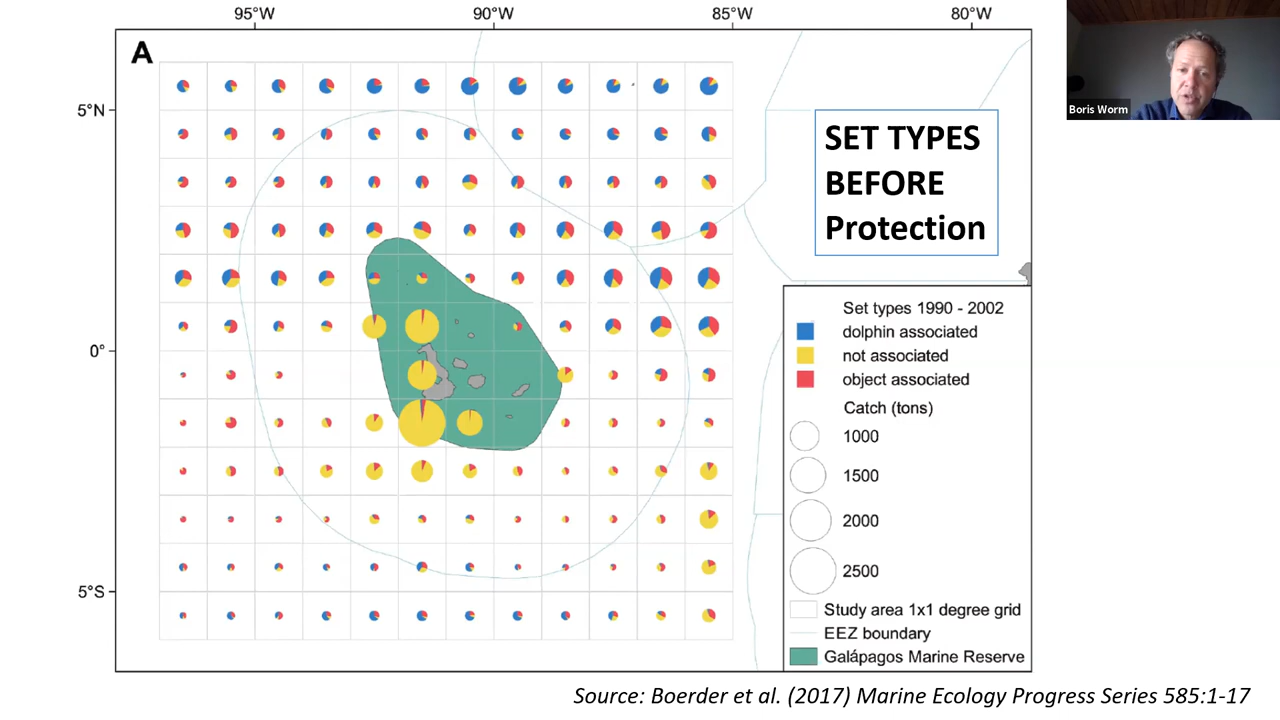 95°W 90°W 85°W 80°W
A
5°N
0°
5°S
SET TYPES
BEFORE
Protection
Set types 1990 - 2002
dolphin associated
not associated
object associated
Catch (tons)
1000
1500
2000
2500
Study area 1x1 degree grid
EEZ boundary
Galápagos Marine Reserve
Boris Worm
Source: Boerder et al. (2017) Marine Ecology Progress Series 585:1-17